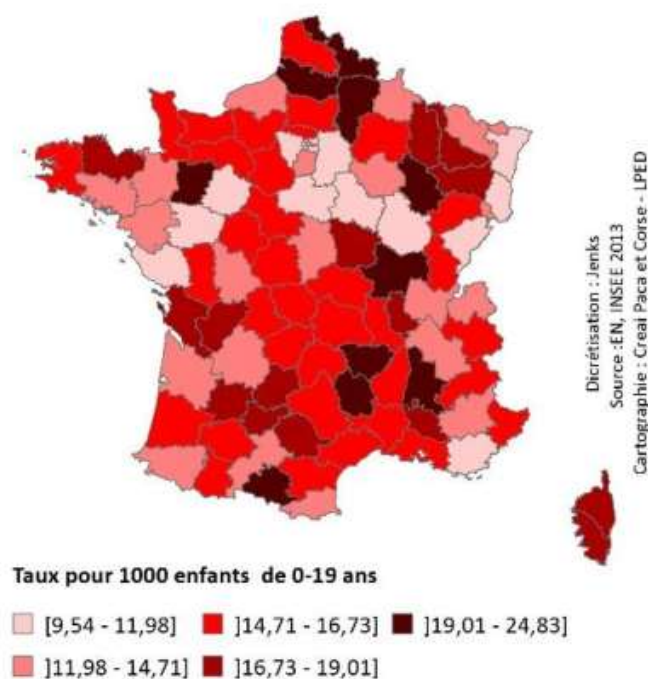 Dicrétisation : Jenks
Source :EN, INSEE 2013
Cartographie : Creai Paca et Corse - LPED
Taux pour 1000 enfants de 0-19 ans
[9,54 - 11,98] ]14,71 - 16,73] ]19,01 - 24,83]
]11,98 - 14,71] ]16,73 - 19,01]